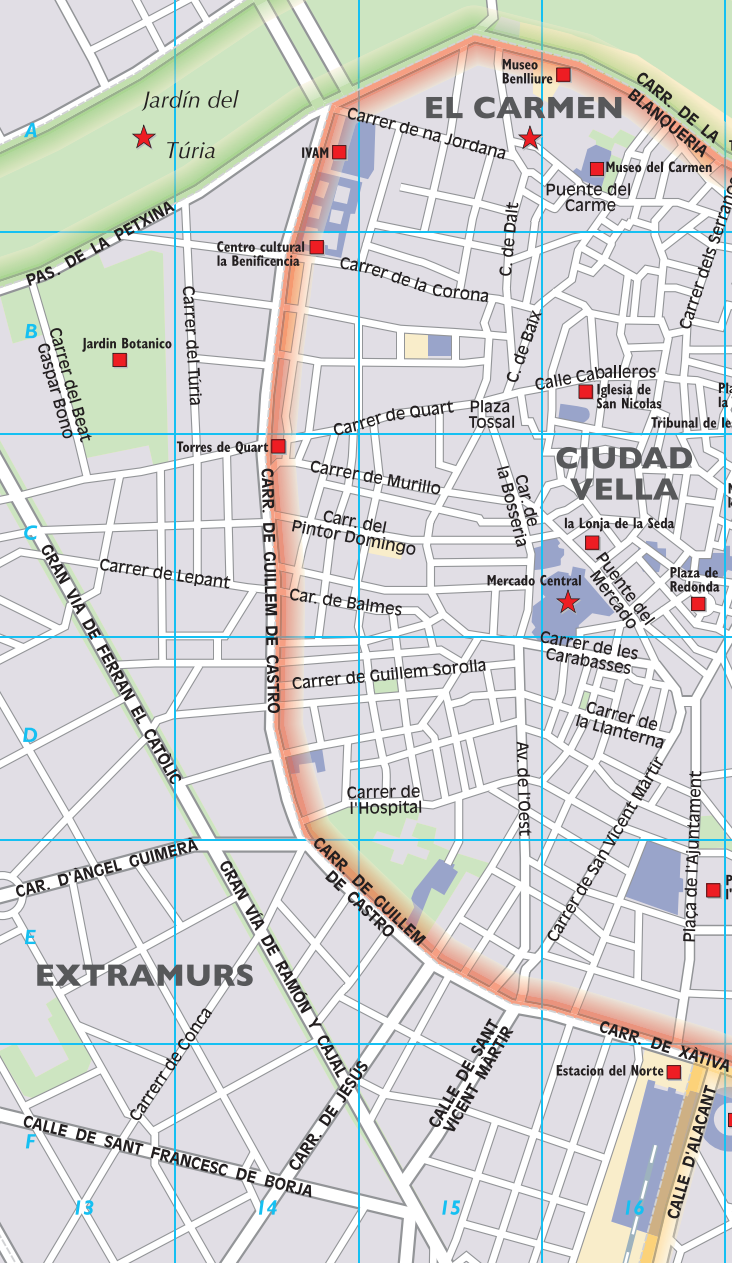 Museo
Benlliure
CARR. DE LA
BLANQUERIA
Jardín del
Túria
EL CARMEN
A
Carrer de na Jordana
IVAM
Museo del Carmen
Puente del
Carme
PAS. DE LA PETXINA
C. de Dalt
Carrer dels Serranos
Centro cultural
la Benificencia
Carrer de la Corona
B
Carrer del Túria
Jardin Botanico
Carrer del Beat
Gaspar Bono
C. de Baix
Calle Caballeros
Iglesia de
San Nicolas
Carrer de Quart
Plaza
Tossal
Tribunal de
Torres de Quart
CIUDAD
VELLA
Carrer de Murillo
Car. de
la Bosseria
Carr. del
Pintor Domingo
la Lonja de la Seda
C
CARR. DE GUILLEM DE CASTRO
GRAN VIA DE FERRAN EL CATOLIC
Carrer de Lepant
Mercado Central
Puente del
Mercado
Plaza de
Redonda
Car. de Balmes
Carrer de les
Carabasses
Carrer de Guillem Sorolla
Carrer de
la Llanterna
D
Av. de l'Oest
Carrer de San Vicent Màrtir
Plaça de l'Ajuntament
Carrer de
l'Hospital
CAR. D'ANGEL GUIMERÀ
CARR. DE GUILLEM
DE CASTRO
GRAN VÍA DE RAMÓN Y CAJAL
E
EXTRAMURS
Carrerr de Conca
CALLE DE SANT
VICENT MÀRTIR
CARR. DE XÀTIVA
Estacion del Norte
CARR. DE JESUS
CALLE D'ALACANT
F
CALLE DE SANT FRANCESC DE BORJA
13
14
15
16